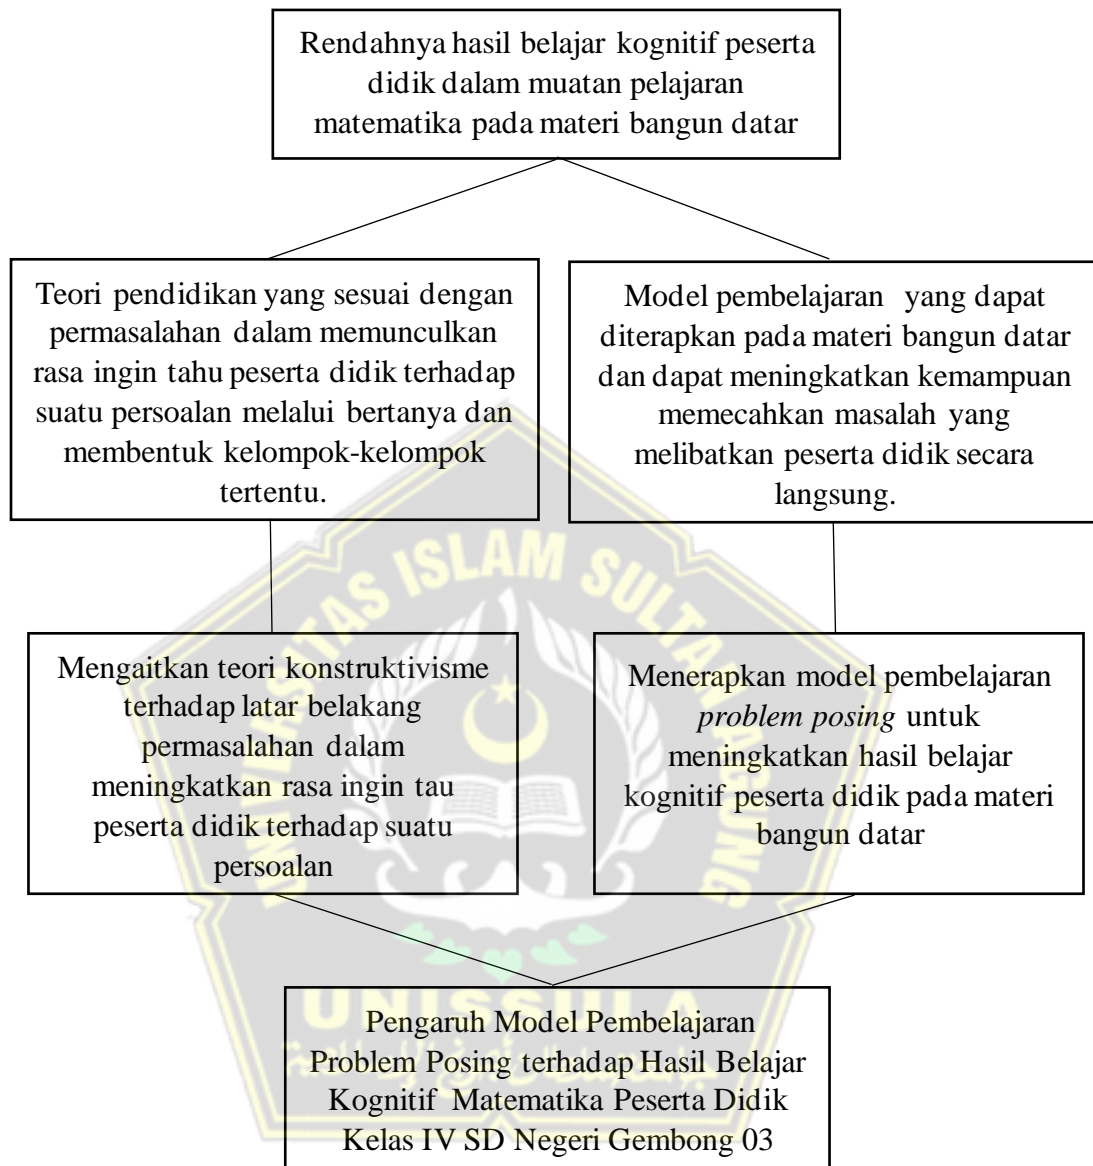 Rendahnya hasil belajar kognitif peserta
didik dalam muatan pelajaran
matematika pada materi bangun datar
Teori pendidikan yang sesuai dengan
permasalahan dalam memunculkan
rasa ingin tahu peserta didik terhadap
suatu persoalan melalui bertanya dan
membentuk kelompok-kelompok
tertentu.
Model pembelajaran yang dapat
diterapkan pada materi bangun datar
dan dapat meningkatkan kemampuan
memecahkan masalah yang
melibatkan peserta didik secara
langsung.
Mengaitkan teori konstruktivisme
terhadap latar belakang
permasalahan dalam
meningkatkan rasa ingin tau
peserta didik terhadap suatu
persoalan
Menerapkan model pembelajaran
problem posing untuk
meningkatkan hasil belajar
kognitif peserta didik pada materi
bangun datar
Pengaruh Model Pembelajaran
Problem Posing terhadap Hasil Belajar
Kognitif Matematika Peserta Didik
Kelas IV SD Negeri Gembong 03
UNIVERSITAS ISLAM SULTAN AGUNG
UNISSULA